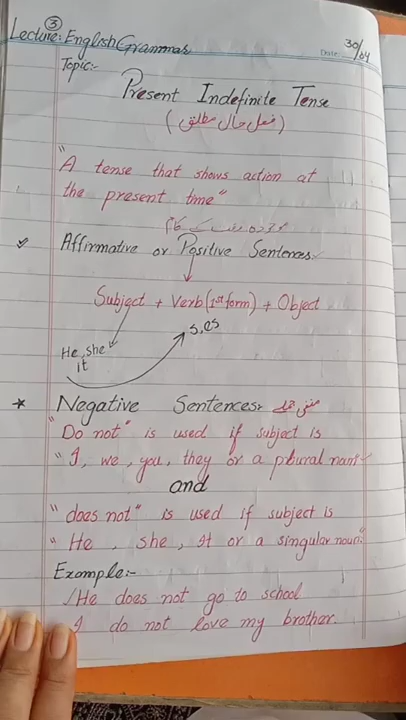 ③
Lecture: English Grammar
Date: 30/04
Topic:-
Present Indefinite Tense
(فعل حال مطلق)
"A tense that shows action at
the present time"
Affirmative or Positive Sentences:
Subject + Verb(1st form) + Object
s, es
He, she
it
* Negative Sentences:
"Do not" is used if subject is
"I, we, you, they or a plural noun"
and
"does not" is used if subject is
"He, she, It or a singular noun"
Example:-
He does not go to school
I do not love my brother.